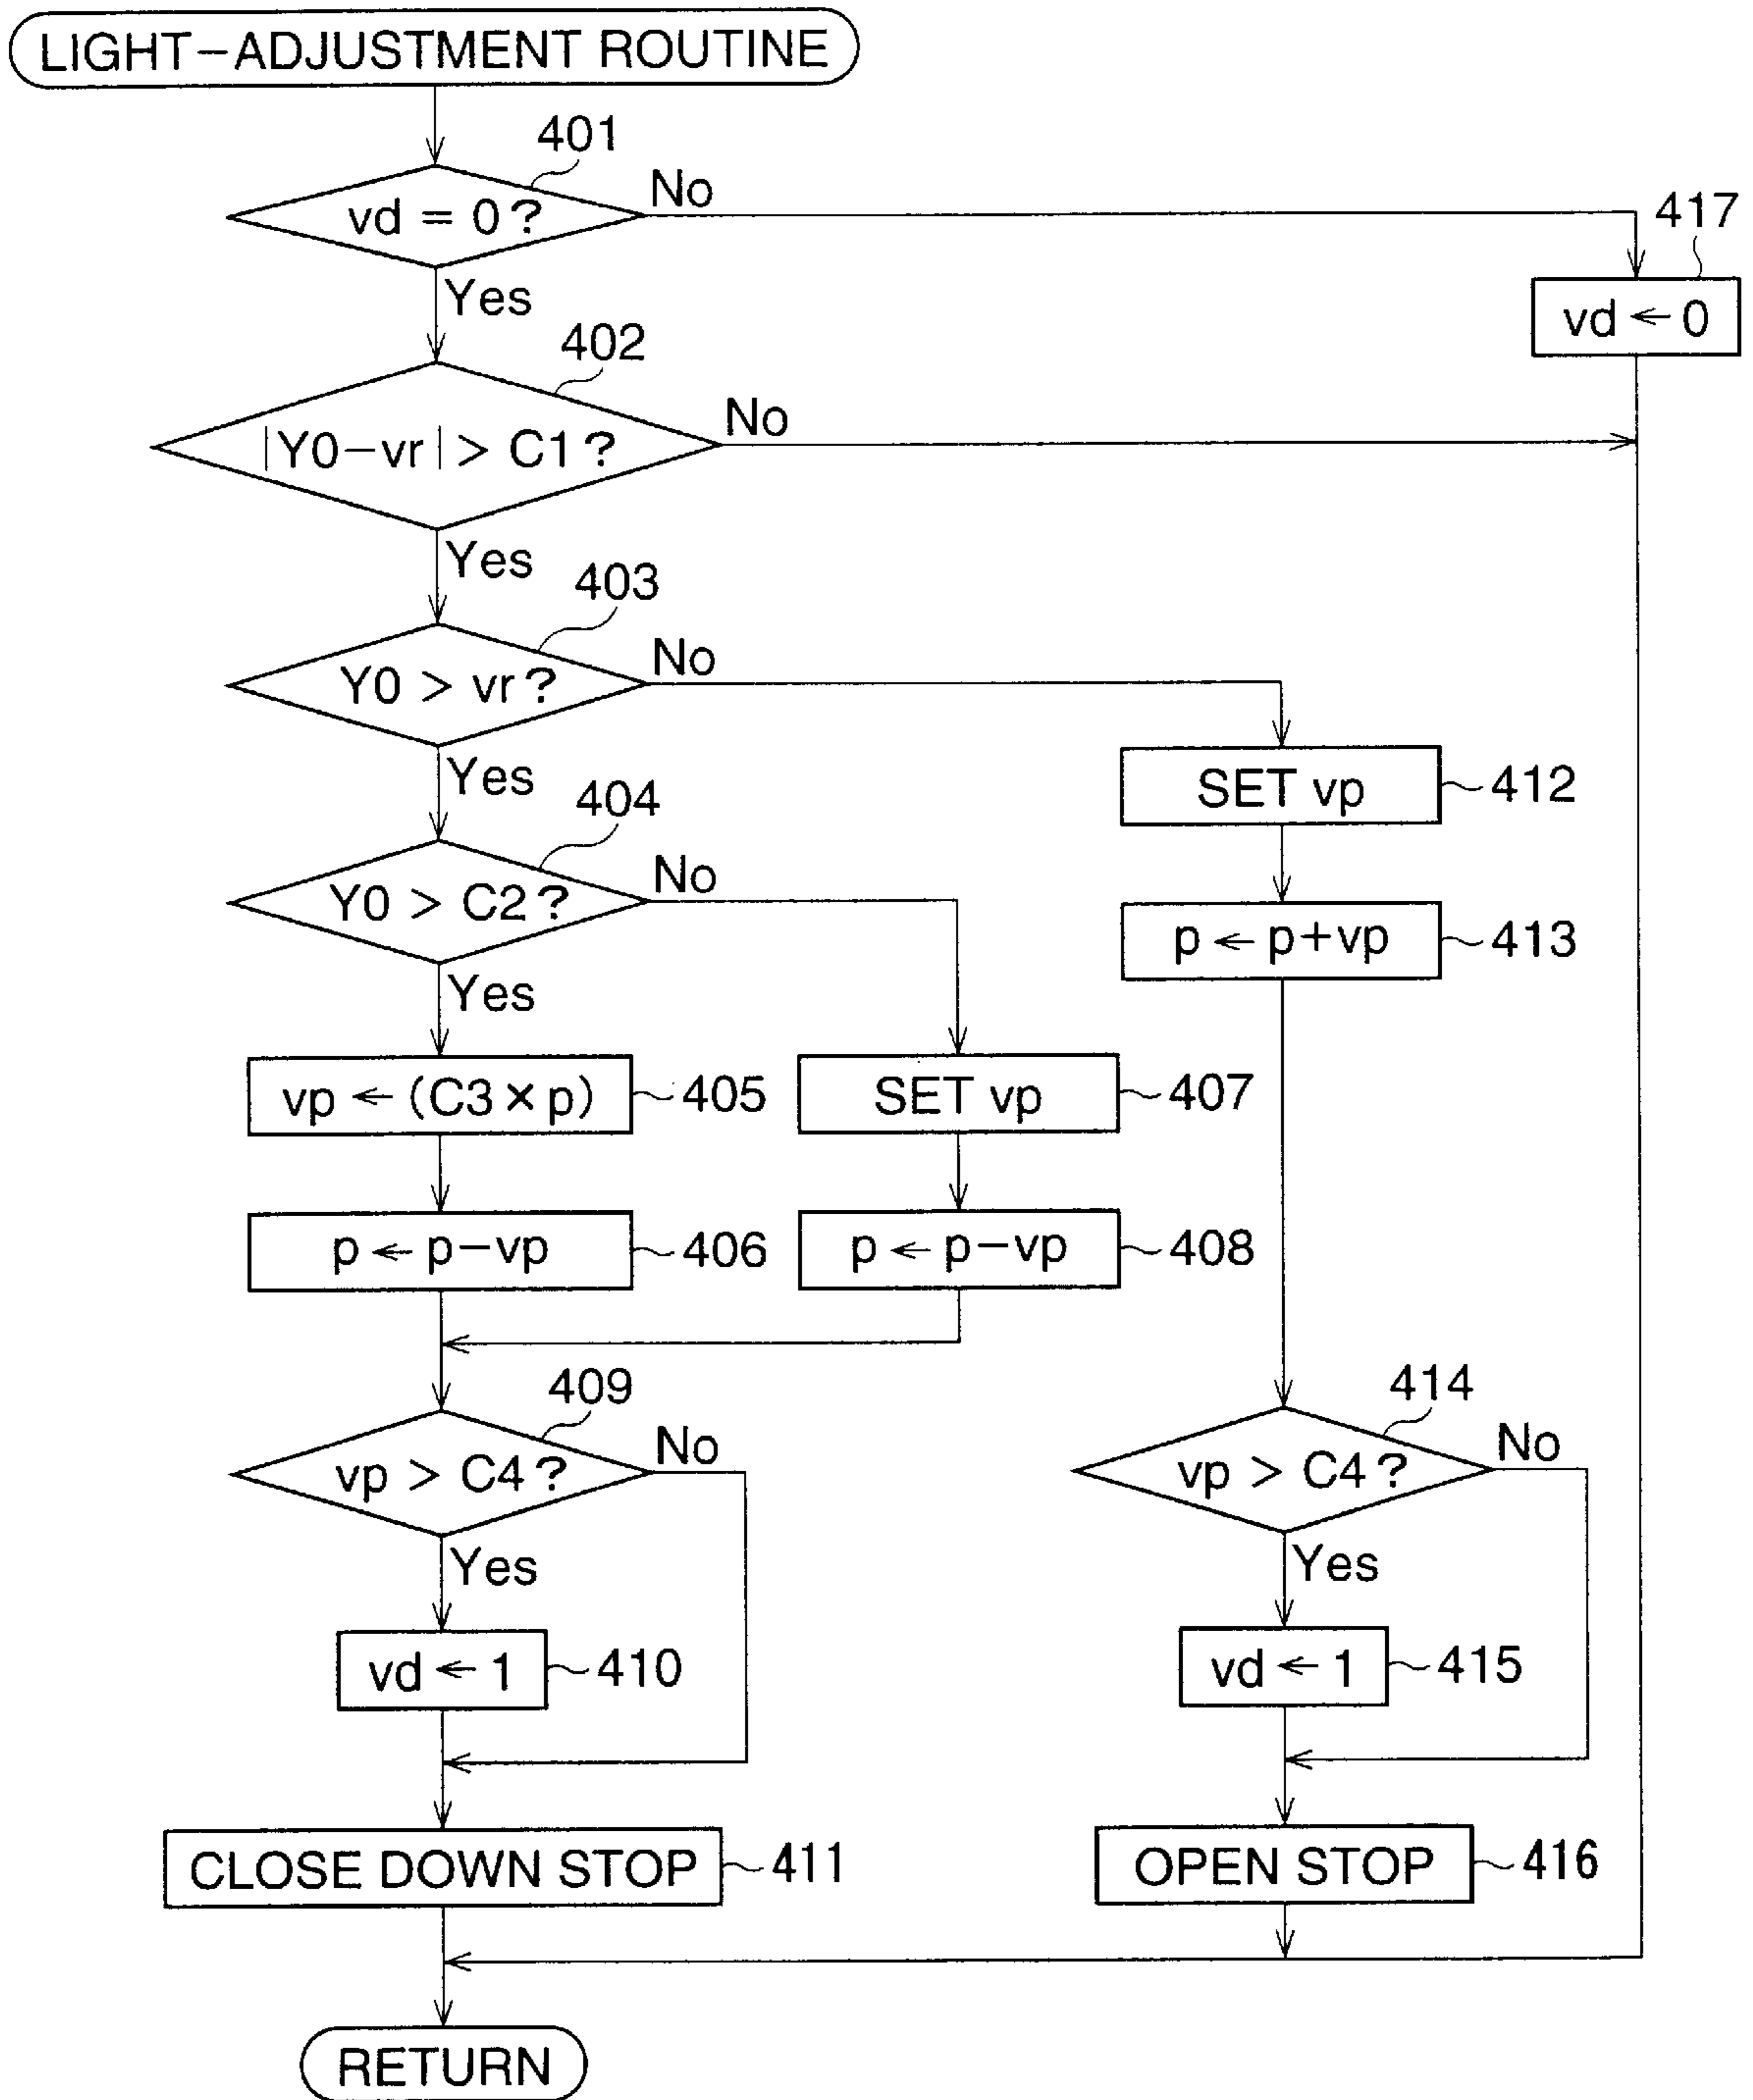 LIGHT-ADJUSTMENT ROUTINE
401
vd = 0?
No
Yes
417
vd ← 0
402
|Y0-vr| > C1?
No
Yes
403
Y0 > vr?
No
Yes
SET vp
412
404
Y0 > C2?
No
Yes
p ← p+vp
413
vp ← (C3 × p)
405
SET vp
407
p ← p-vp
406
p ← p-vp
408
409
vp > C4?
No
Yes
414
vp > C4?
No
Yes
vd ← 1
410
vd ← 1
415
CLOSE DOWN STOP
411
OPEN STOP
416
RETURN